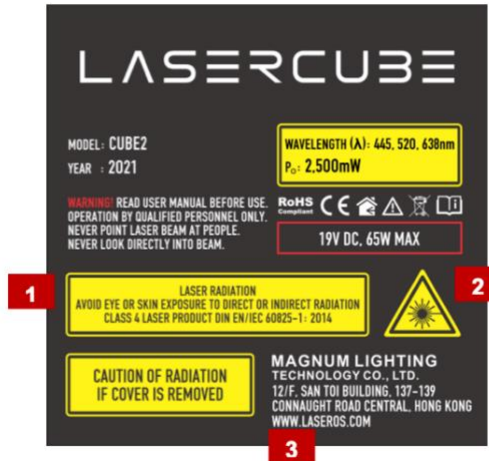 LASERCUBE
MODEL: CUBE2
YEAR : 2021
WAVELENGTH (λ): 445, 520, 638nm
P₀: 2,500mW
WARNING! READ USER MANUAL BEFORE USE.
OPERATION BY QUALIFIED PERSONNEL ONLY.
NEVER POINT LASER BEAM AT PEOPLE.
NEVER LOOK DIRECTLY INTO BEAM.
RoHS
Compliant
CE
19V DC, 65W MAX
1
LASER RADIATION
AVOID EYE OR SKIN EXPOSURE TO DIRECT OR INDIRECT RADIATION
CLASS 4 LASER PRODUCT DIN EN/IEC 60825-1: 2014
2
CAUTION OF RADIATION
IF COVER IS REMOVED
MAGNUM LIGHTING
TECHNOLOGY CO., LTD.
12/F, SAN TOI BUILDING, 137-139
CONNAUGHT ROAD CENTRAL, HONG KONG
WWW.LASEROS.COM
3